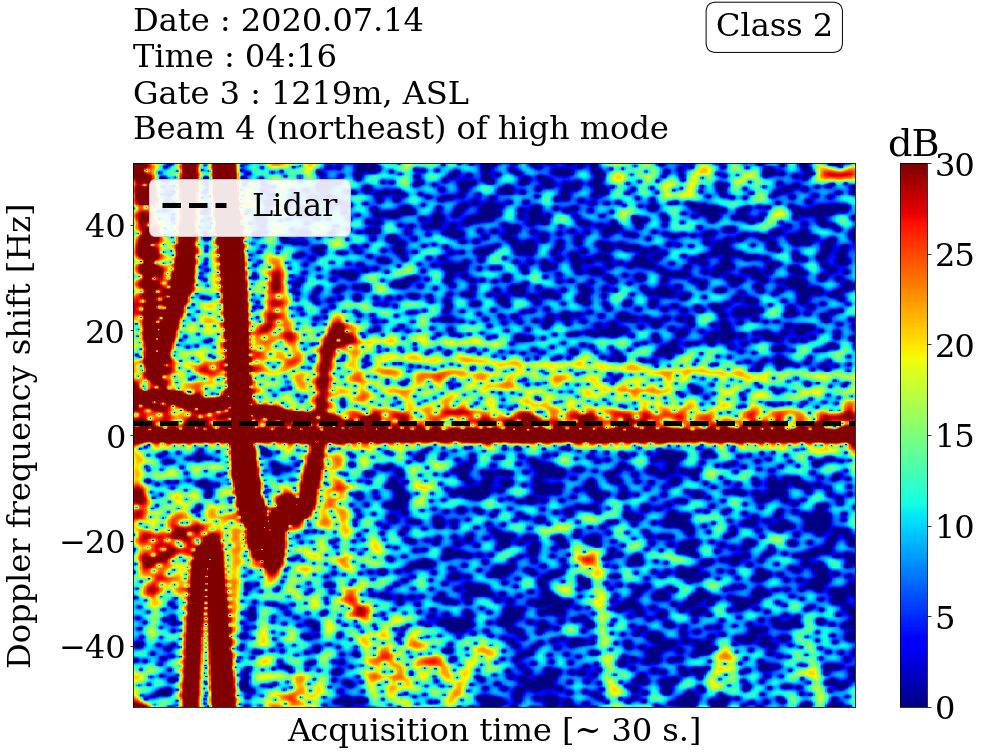 Date : 2020.07.14
Time : 04:16
Gate 3 : 1219m, ASL
Beam 4 (northeast) of high mode
Class 2
dB
Lidar
Doppler frequency shift [Hz]
40
20
0
−20
−40
Acquisition time [~ 30 s.]
30
25
20
15
10
5
0